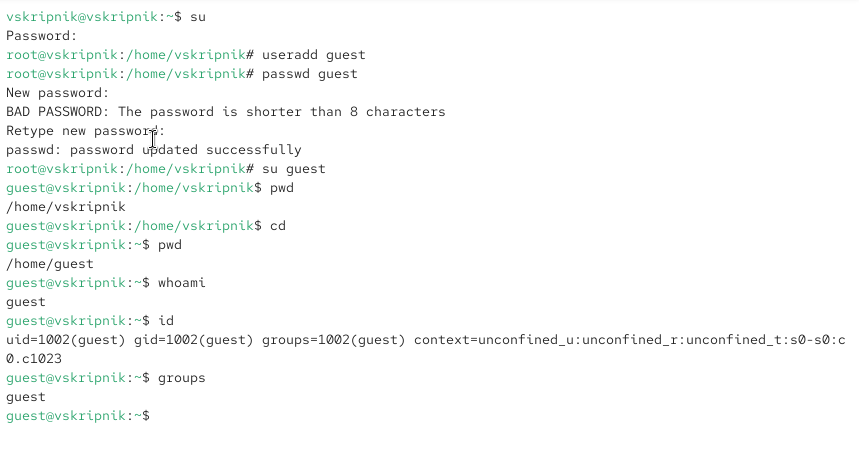 vskripnik@vskripnik:~$ su
Password:
root@vskripnik:/home/vskripnik# useradd guest
root@vskripnik:/home/vskripnik# passwd guest
New password:
BAD PASSWORD: The password is shorter than 8 characters
Retype new password:
passwd: password updated successfully
root@vskripnik:/home/vskripnik# su guest
guest@vskripnik:/home/vskripnik$ pwd
/home/vskripnik
guest@vskripnik:/home/vskripnik$ cd
guest@vskripnik:~$ pwd
/home/guest
guest@vskripnik:~$ whoami
guest
guest@vskripnik:~$ id
uid=1002(guest) gid=1002(guest) groups=1002(guest) context=unconfined_u:unconfined_r:unconfined_t:s0-s0:c
0.c1023
guest@vskripnik:~$ groups
guest
guest@vskripnik:~$